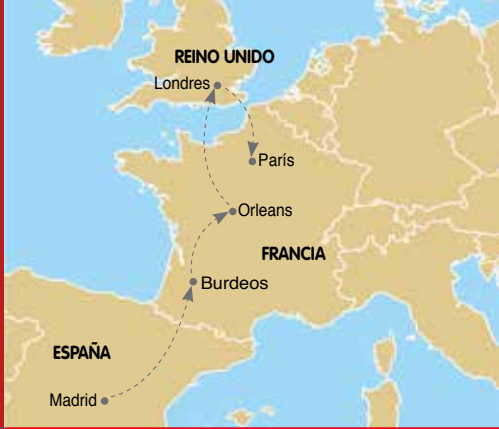 REINO UNIDO
Londres
París
Orleans
FRANCIA
Burdeos
ESPAÑA
Madrid